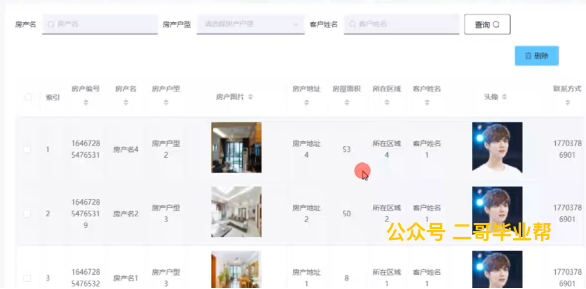 房产名 房产名 房产户型 请选择房产户型 客户姓名 客户姓名 查询
删除
索引 房产编号 房产名 房产户型 房产图片 房产地址 房屋面积 所在区域 客户姓名 头像 联系方式
1 16467285476531 房产名4 房产户型2 房产地址4 53 所在区域4 客户姓名1 17703786901
2 164672854765319 房产名2 房产户型3 房产地址2 50 所在区域2 客户姓名1 17703786901
公众号 二哥毕业帮
3 16467285476532 房产名1 房产户型3 房产地址1 8 所在区域1 客户姓名1 17703786901